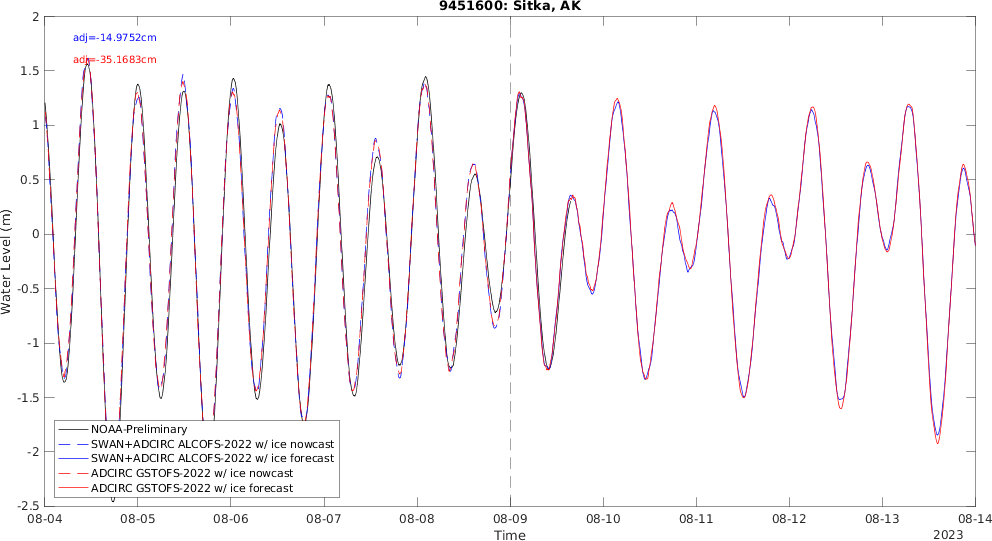 9451600: Sitka, AK
adj=-14.9752cm
adj=-35.1683cm
Water Level (m)
2
1.5
1
0.5
0
-0.5
-1
-1.5
-2
-2.5
NOAA-Preliminary
SWAN+ADCIRC ALCOFS-2022 w/ ice nowcast
SWAN+ADCIRC ALCOFS-2022 w/ ice forecast
ADCIRC GSTOFS-2022 w/ ice nowcast
ADCIRC GSTOFS-2022 w/ ice forecast
08-04 08-05 08-06 08-07 08-08 08-09 08-10 08-11 08-12 08-13 08-14
Time
2023